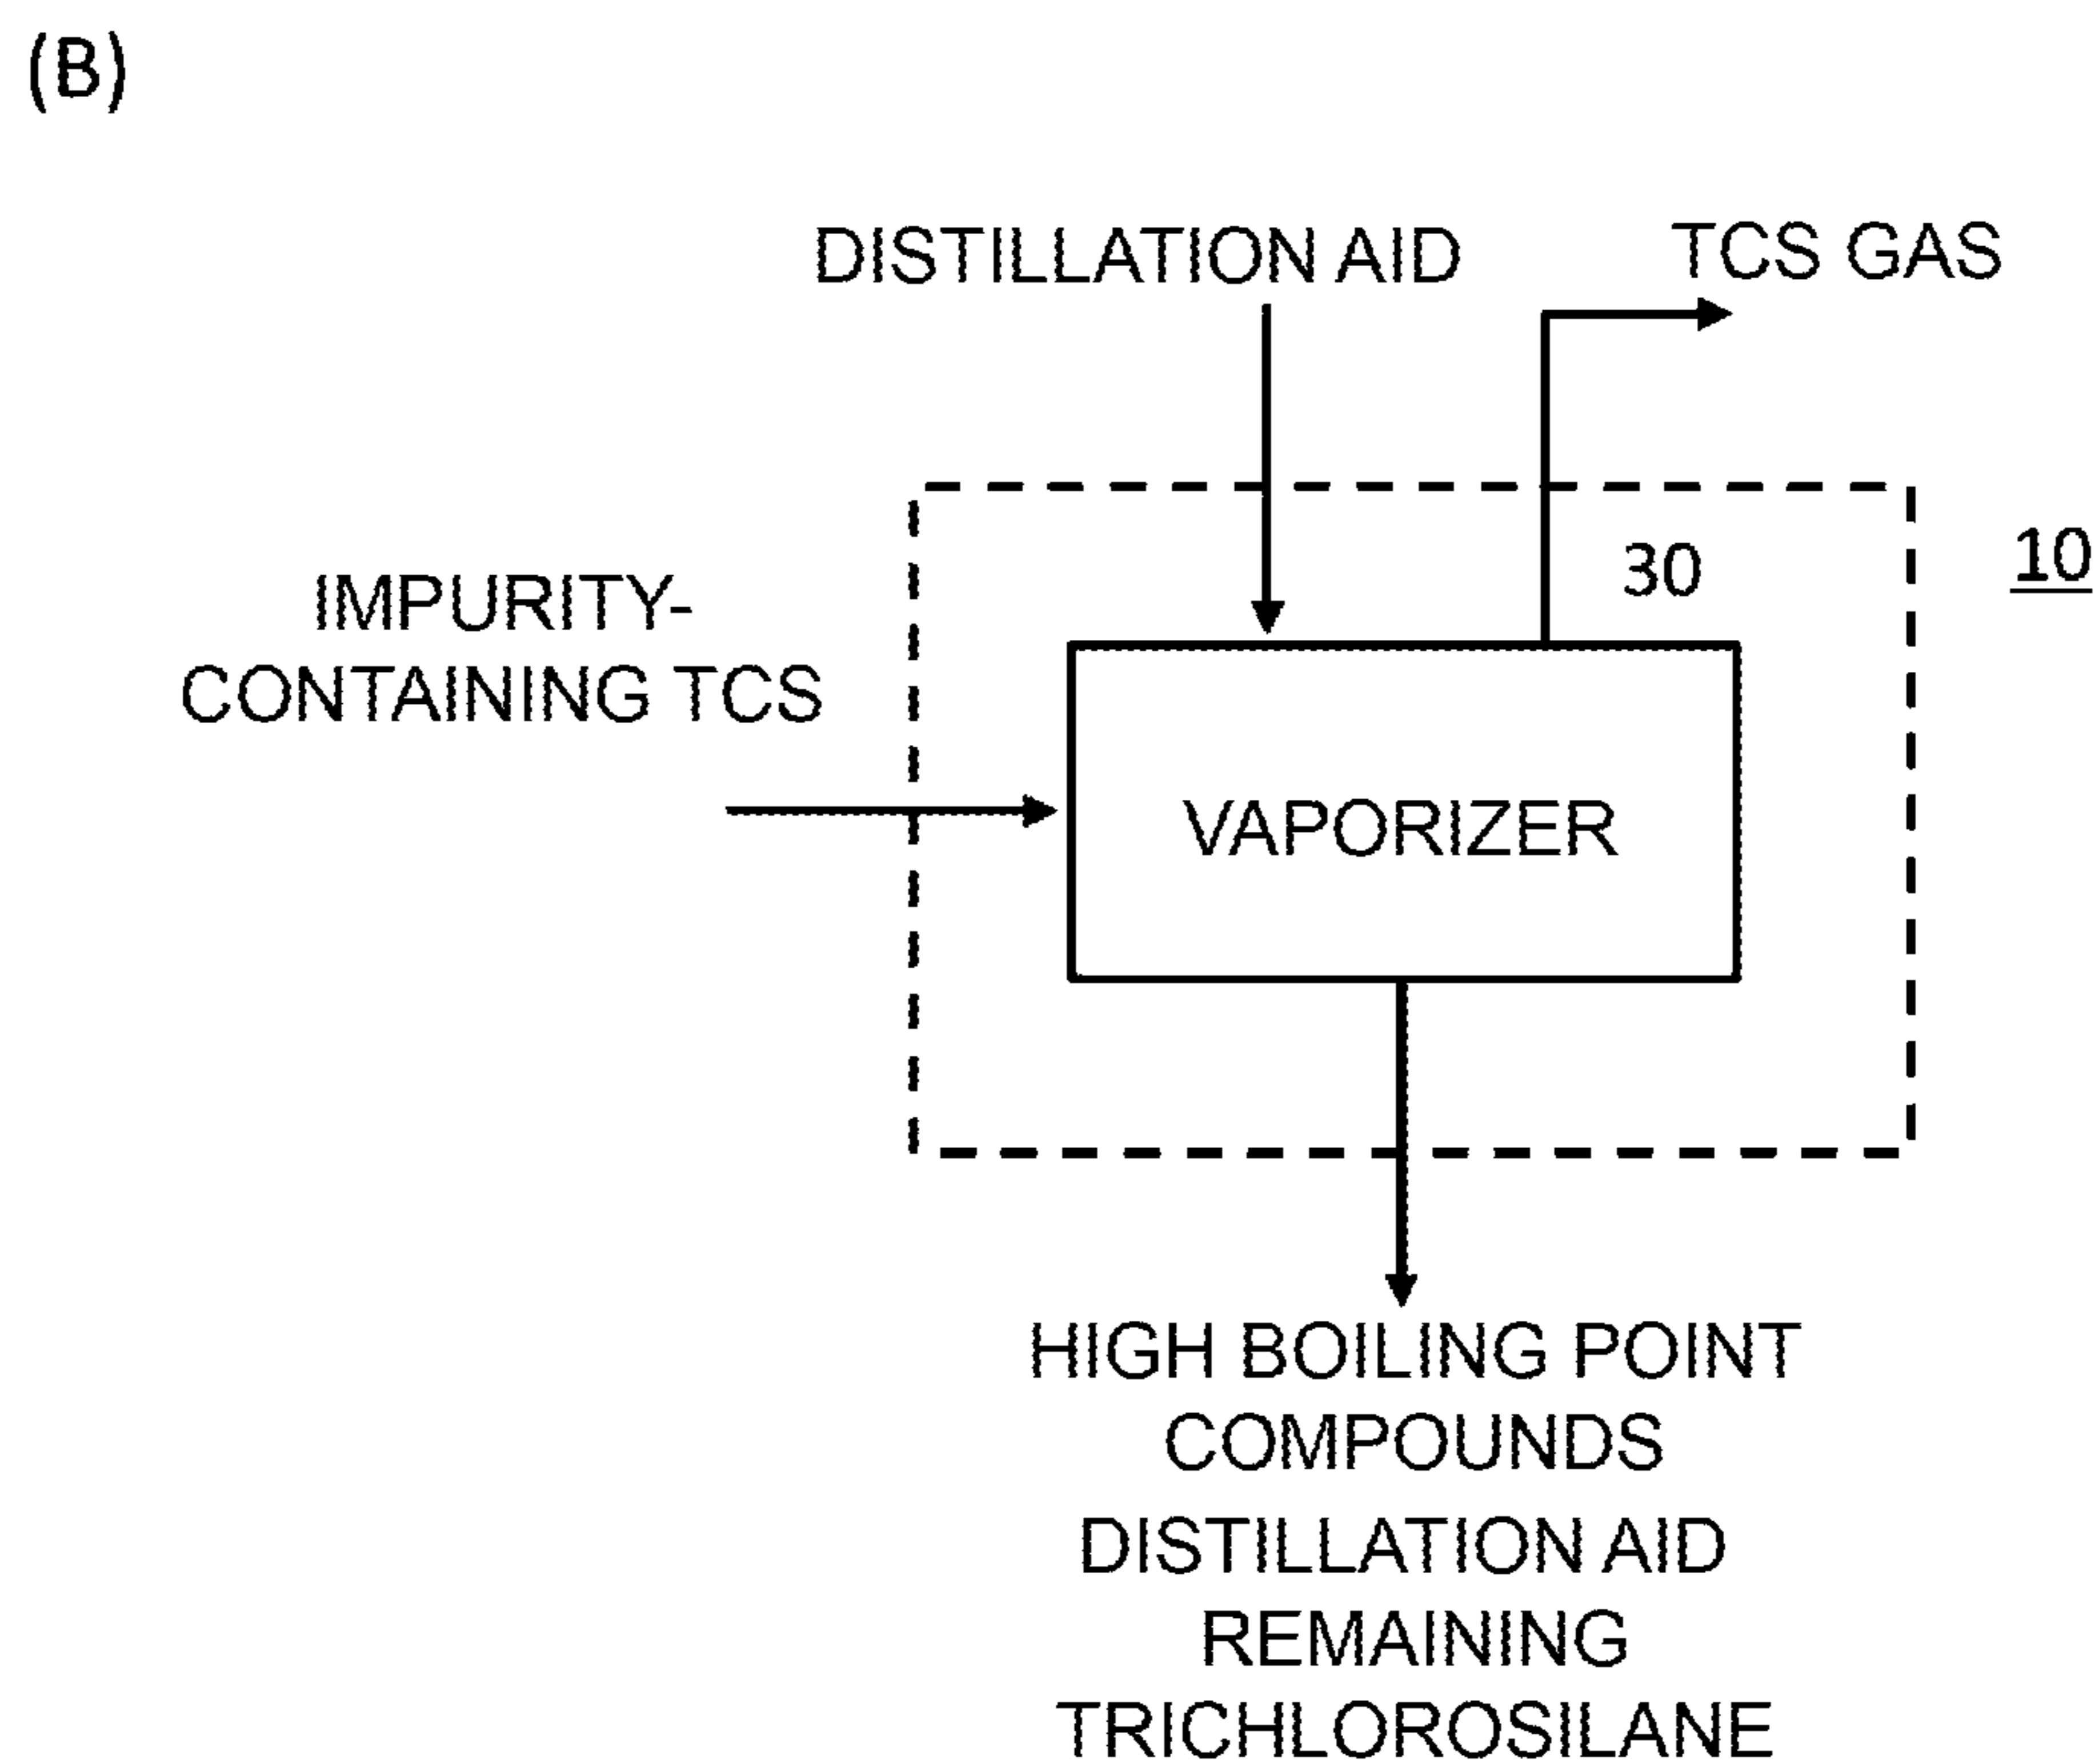 (B)
DISTILLATION AID
TCS GAS
30
10
IMPURITY-
CONTAINING TCS
VAPORIZER
HIGH BOILING POINT
COMPOUNDS
DISTILLATION AID
REMAINING
TRICHLOROSILANE